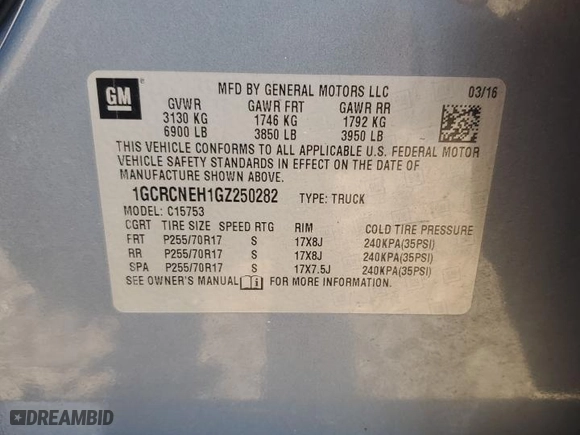 GM
MFD BY GENERAL MOTORS LLC 03/16
GVWR GAWR FRT GAWR RR
3130 KG 1746 KG 1792 KG
6900 LB 3850 LB 3950 LB
THIS VEHICLE CONFORMS TO ALL APPLICABLE U.S. FEDERAL MOTOR
VEHICLE SAFETY STANDARDS IN EFFECT ON THE DATE OF
MANUFACTURE SHOWN ABOVE.
1GCRCNEH1GZ250282 TYPE: TRUCK
MODEL: C15753
CGRT TIRE SIZE SPEED RTG RIM COLD TIRE PRESSURE
FRT P255/70R17 S 17X8J 240KPA(35PSI)
RR P255/70R17 S 17X8J 240KPA(35PSI)
SPA P255/70R17 S 17X7.5J 240KPA(35PSI)
SEE OWNER'S MANUAL FOR MORE INFORMATION.
DREAMBID